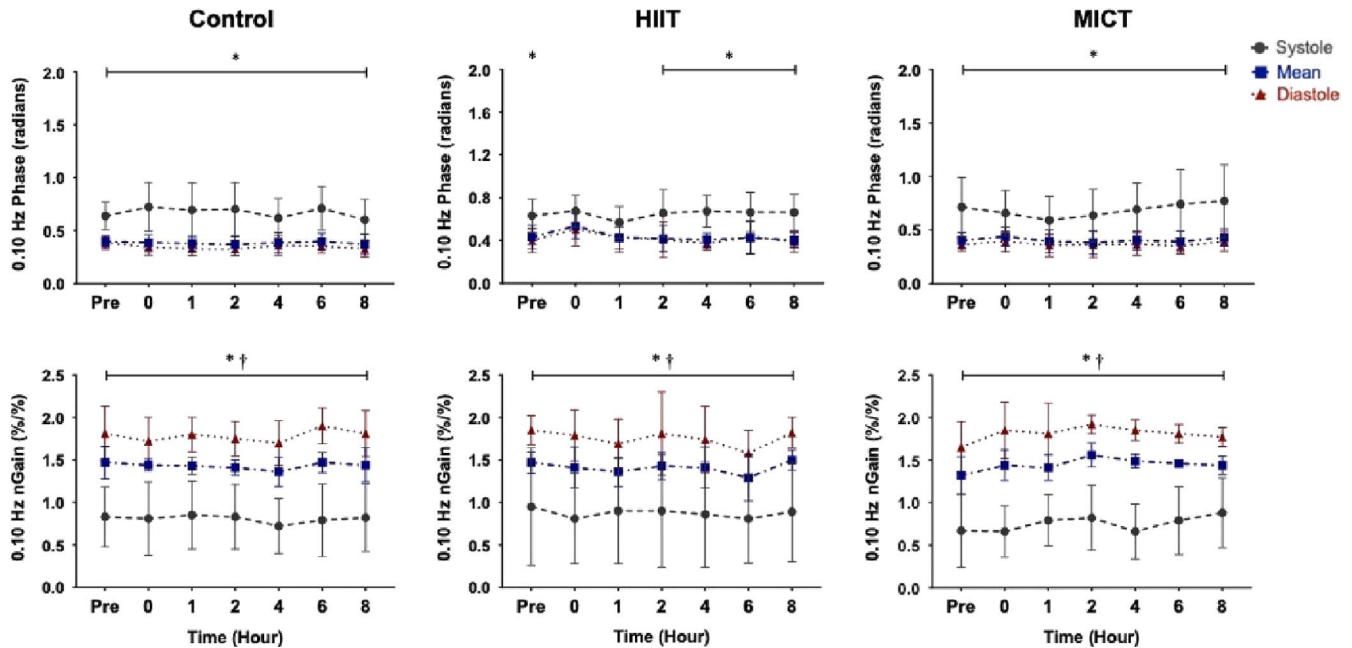 Control
HIIT
MICT
Systole
Mean
Diastole
*
2.0
1.5
1.0
0.5
0.0
0.10 Hz Phase (radians)
Pre 0 1 2 4 6 8
* *
2.0
1.6
1.2
0.8
0.4
0.0
0.10 Hz Phase (radians)
Pre 0 1 2 4 6 8
*
2.0
1.5
1.0
0.5
0.0
0.10 Hz Phase (radians)
Pre 0 1 2 4 6 8
* †
2.5
2.0
1.5
1.0
0.5
0.0
0.10 Hz nGain (%/%)
Pre 0 1 2 4 6 8
Time (Hour)
* †
2.5
2.0
1.5
1.0
0.5
0.0
0.10 Hz nGain (%/%)
Pre 0 1 2 4 6 8
Time (Hour)
* †
2.5
2.0
1.5
1.0
0.5
0.0
0.10 Hz nGain (%/%)
Pre 0 1 2 4 6 8
Time (Hour)